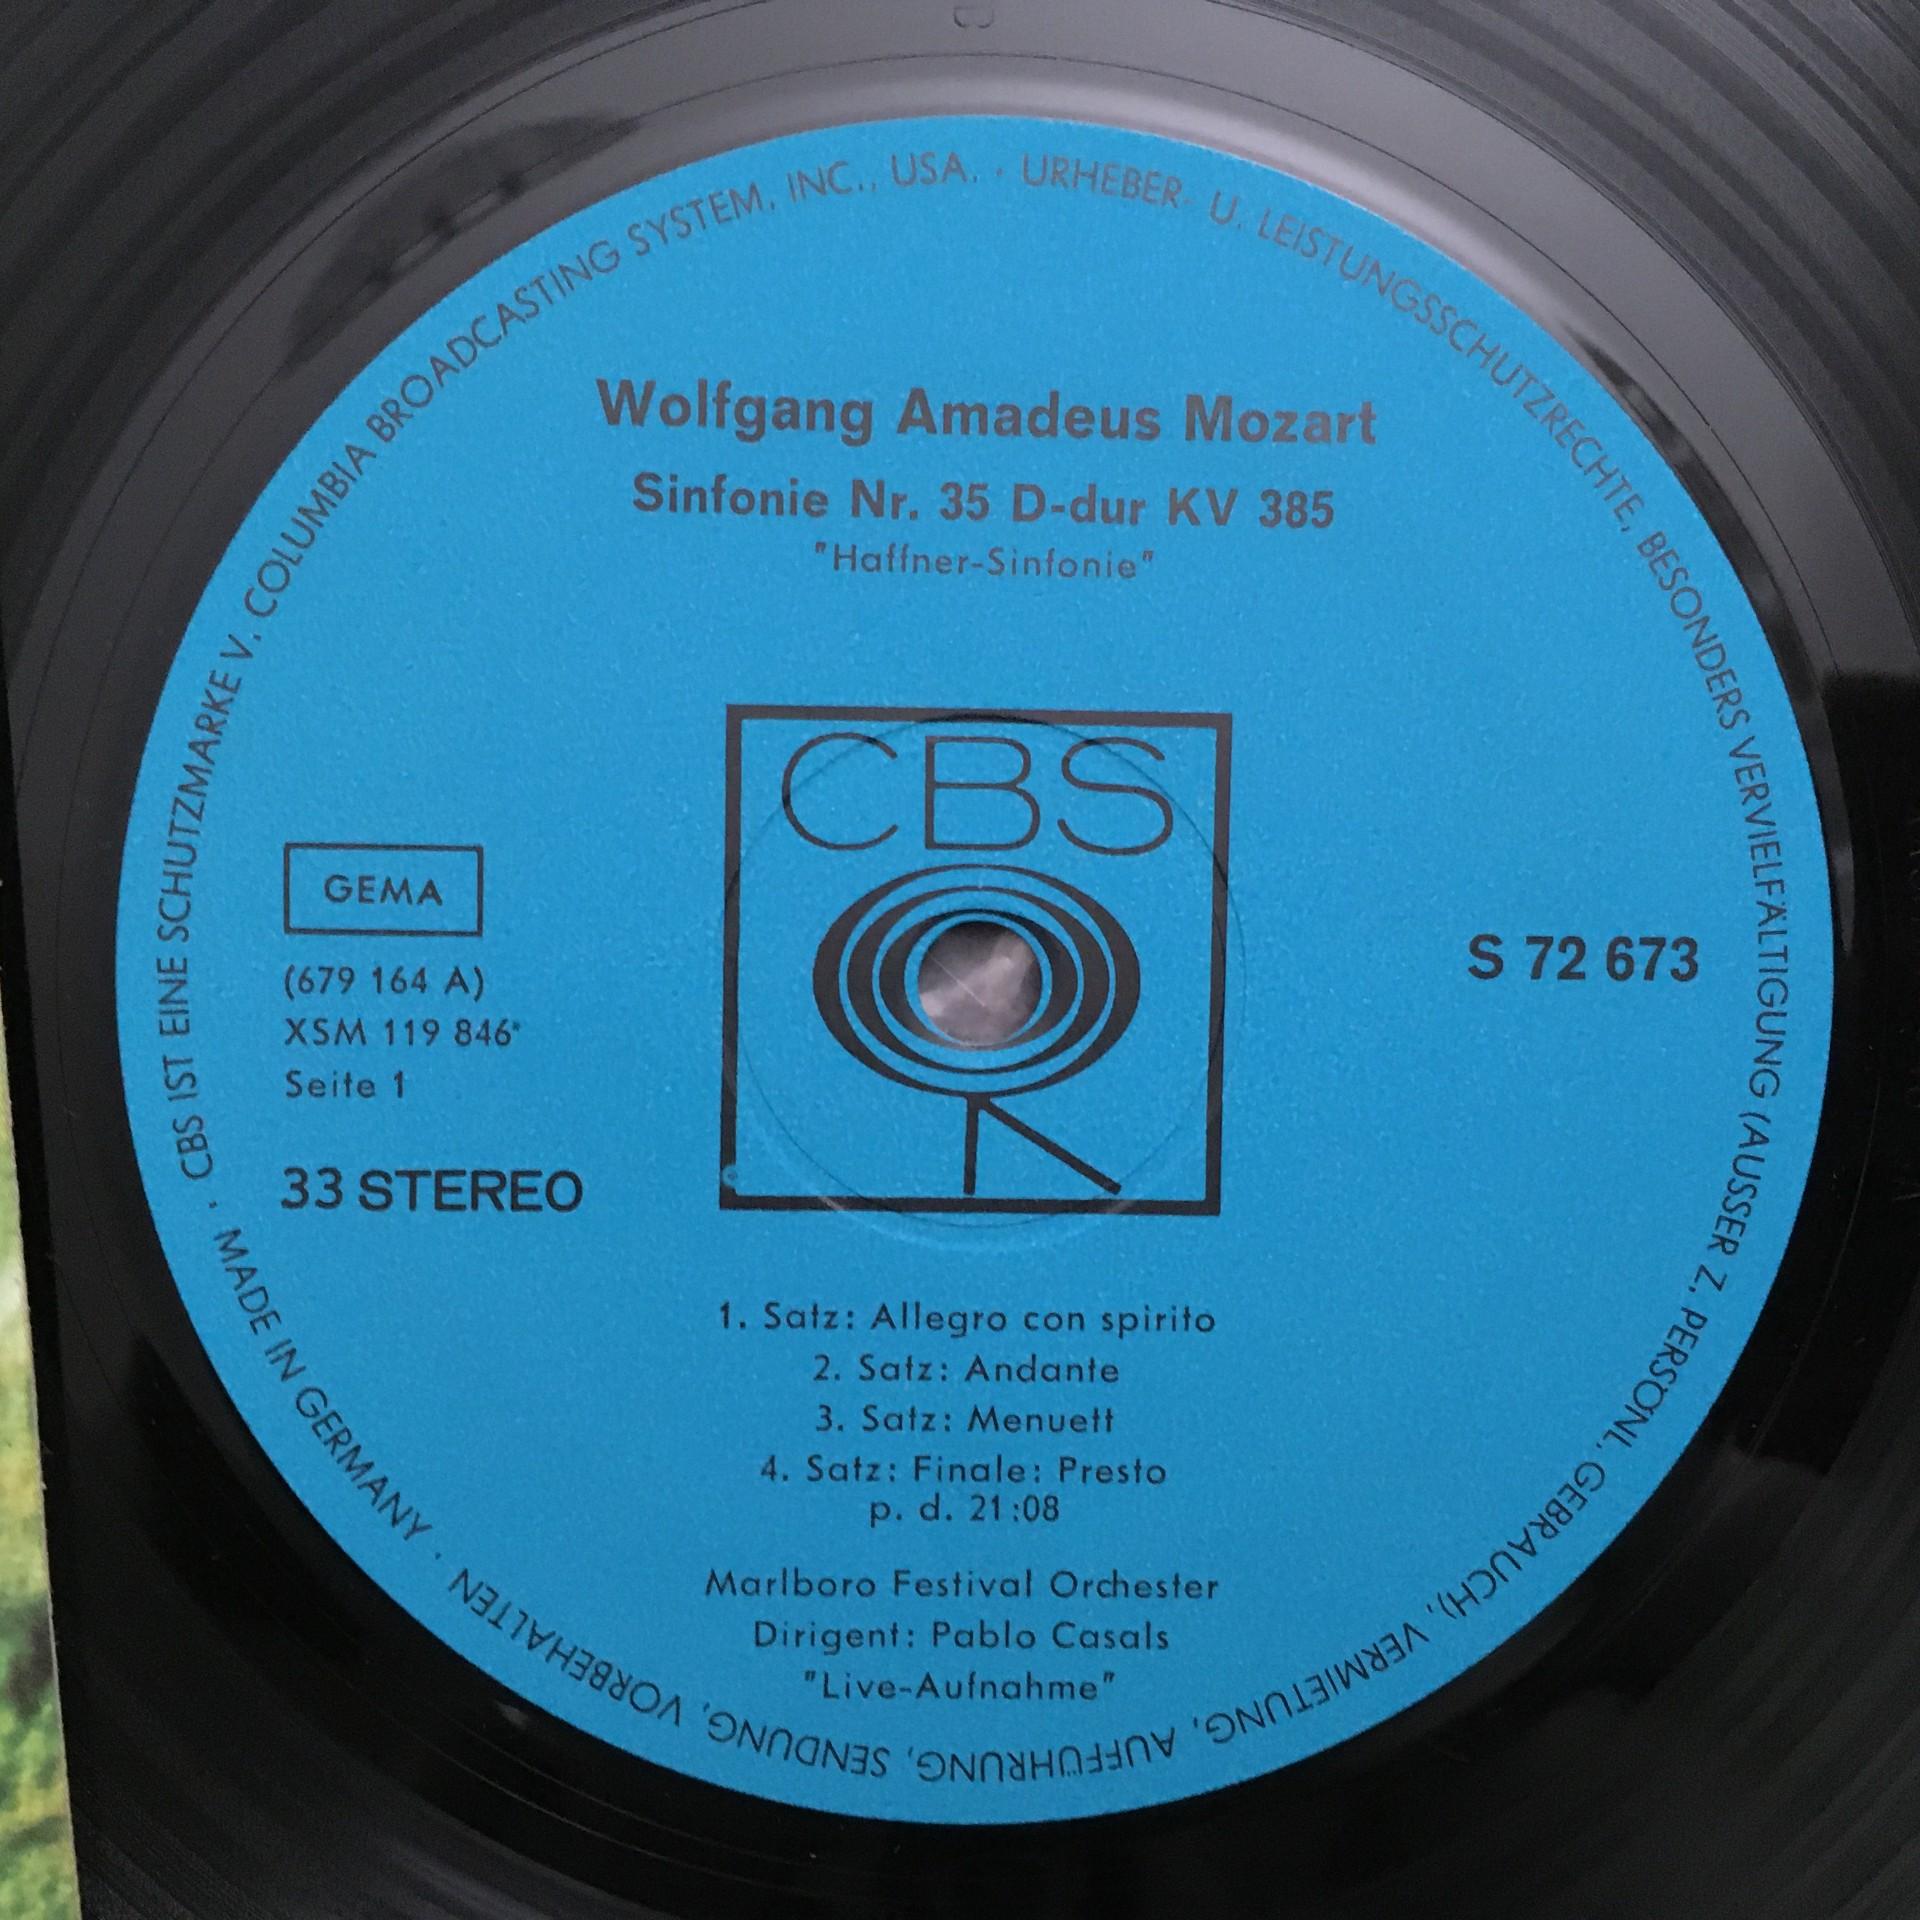 Wolfgang Amadeus Mozart
Sinfonie Nr. 35 D-dur KV 385
"Haffner-Sinfonie"
CBS
GEMA
(679 164 A)
XSM 119 846*
Seite 1
33 STEREO
S 72 673
1. Satz: Allegro con spirito
2. Satz: Andante
3. Satz: Menuett
4. Satz: Finale: Presto
p. d. 21:08
Marlboro Festival Orchester
Dirigent: Pablo Casals
"Live-Aufnahme"
· CBS IST EINE SCHUTZMARKE V. COLUMBIA BROADCASTING SYSTEM, INC., USA. · URHEBER- U. LEISTUNGSSCHUTZRECHTE, BESONDERS VERVIELFÄLTIGUNG (AUSSER Z. PERSÖNL. GEBRAUCH), VERMIETUNG, AUFFÜHRUNG, SENDUNG, VORBEHALTEN · MADE IN GERMANY